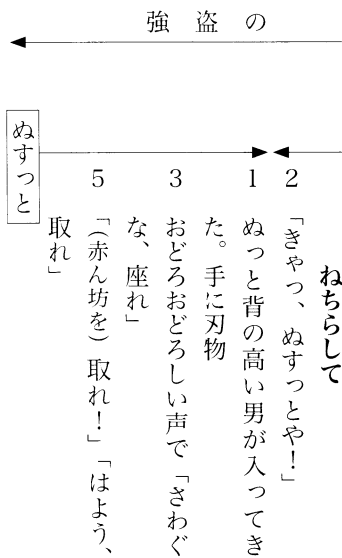 強盗の
ねちらして
2 「きゃっ、ぬすっとや！」
1 ぬっと背の高い男が入ってき
た。手に刃物
3 おどろおどろしい声で「さわぐ
な、座れ」
5 「(赤ん坊を)取れ！」「はよう、
取れ」
ぬすっと